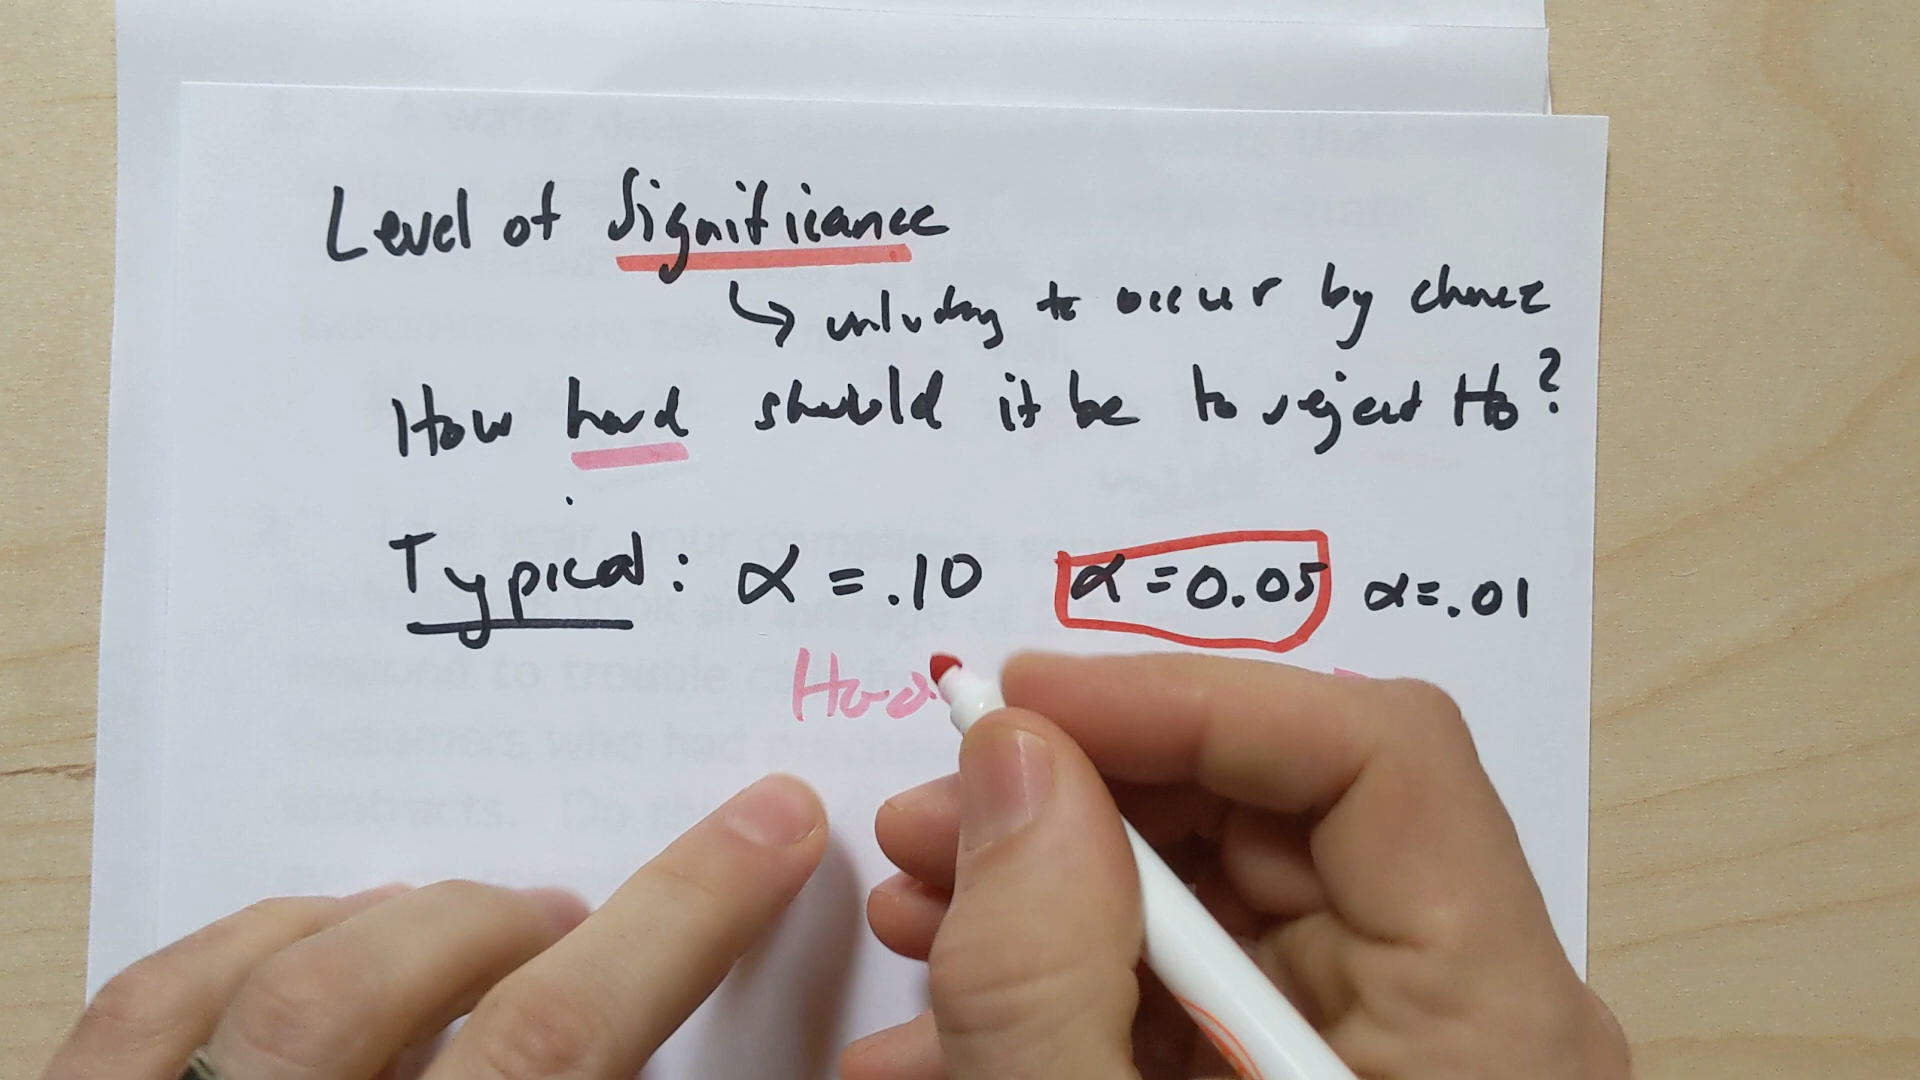 Level of Significance
↳ unlikely to occur by chance
How hard should it be to reject Ho?
Typical: α = .10 α = 0.05 α = .01
Hard